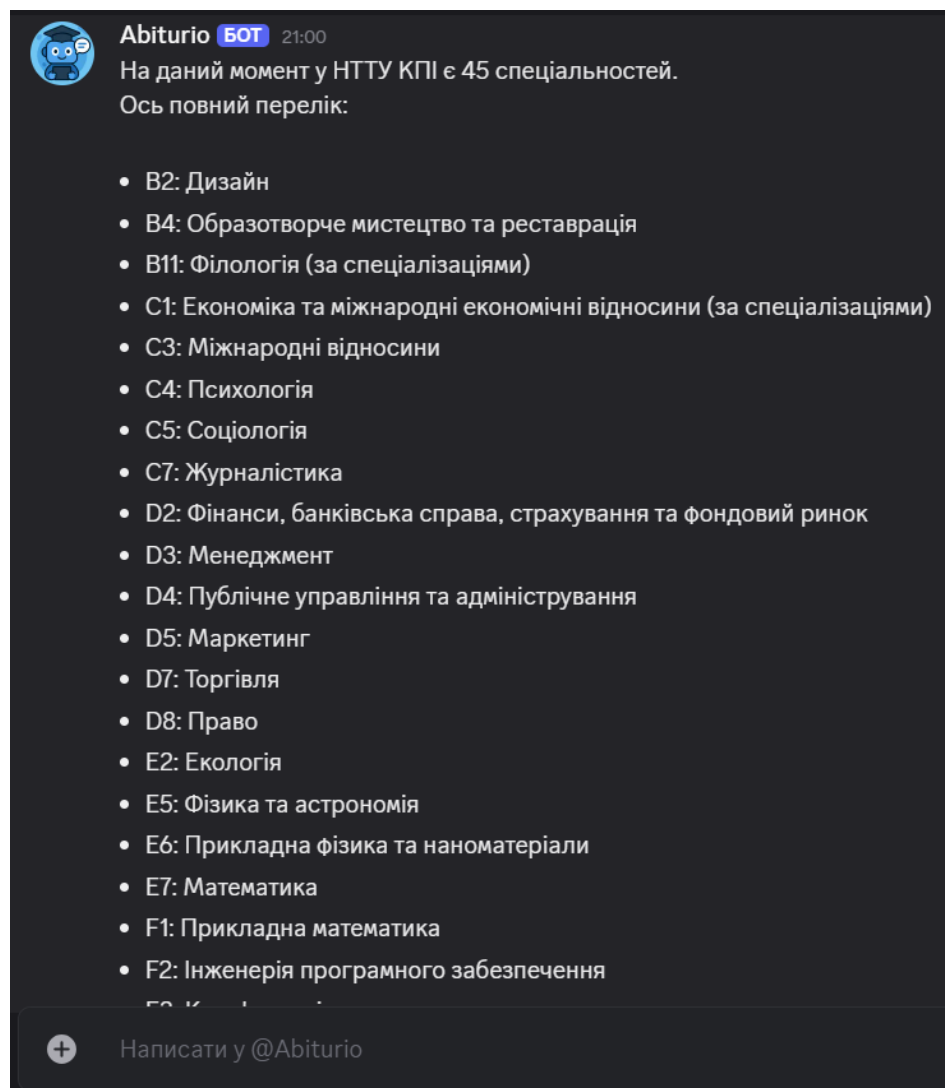 Abiturio БОТ 21:00
На даний момент у НТТУ КПІ є 45 спеціальностей.
Ось повний перелік:
• B2: Дизайн
• B4: Образотворче мистецтво та реставрація
• B11: Філологія (за спеціалізаціями)
• C1: Економіка та міжнародні економічні відносини (за спеціалізаціями)
• C3: Міжнародні відносини
• C4: Психологія
• C5: Соціологія
• C7: Журналістика
• D2: Фінанси, банківська справа, страхування та фондовий ринок
• D3: Менеджмент
• D4: Публічне управління та адміністрування
• D5: Маркетинг
• D7: Торгівля
• D8: Право
• E2: Екологія
• E5: Фізика та астрономія
• E6: Прикладна фізика та наноматеріали
• E7: Математика
• F1: Прикладна математика
• F2: Інженерія програмного забезпечення
Написати у @Abiturio